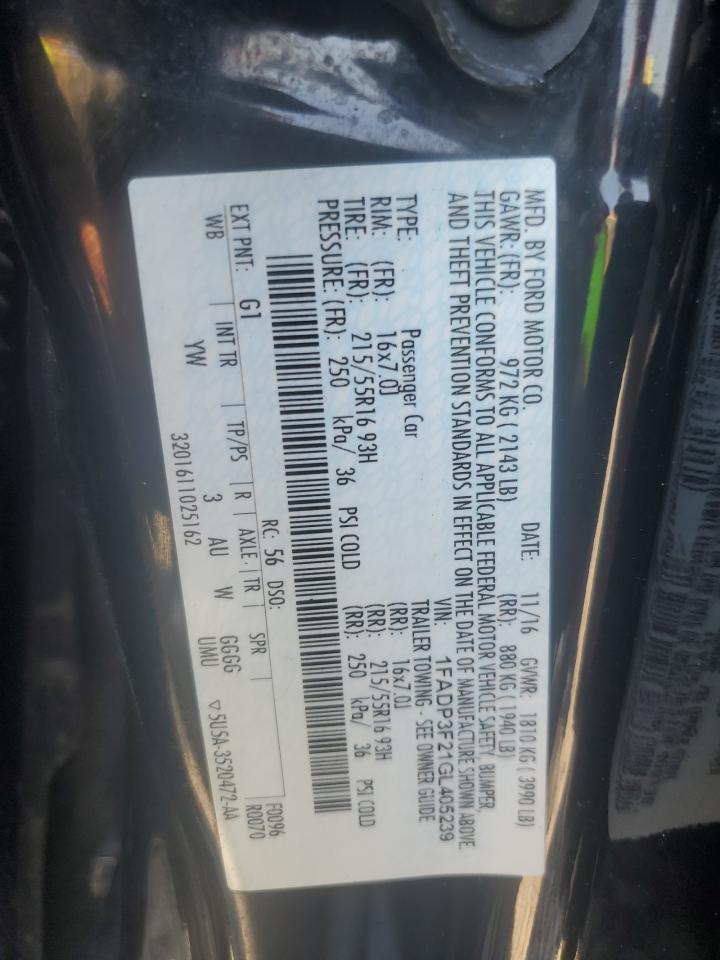 MFD. BY FORD MOTOR CO.
DATE: 11/16 GVWR: 1810 KG ( 3990 LB)
GAWR: (FR): 972 KG ( 2143 LB) (RR): 880 KG ( 1940 LB)
THIS VEHICLE CONFORMS TO ALL APPLICABLE FEDERAL MOTOR VEHICLE SAFETY, BUMPER,
AND THEFT PREVENTION STANDARDS IN EFFECT ON THE DATE OF MANUFACTURE SHOWN ABOVE.
VIN: 1FADP3F21GL405239
TYPE: Passenger Car TRAILER TOWING - SEE OWNER GUIDE
RIM: (FR): 16x7.0J (RR): 16x7.0J
TIRE: (FR): 215/55R16 93H (RR): 215/55R16 93H
PRESSURE: (FR): 250 kPa/ 36 PSI COLD (RR): 250 kPa/ 36 PSI COLD
RC: 56 DSO: F0096
EXT PNT: G1 R0070
WB | INT TR | TP/PS | R | AXLE | TR | SPR |
YW 3 AU W GGGG ▽5U5A-3520472-AA
UMU
3201611025162